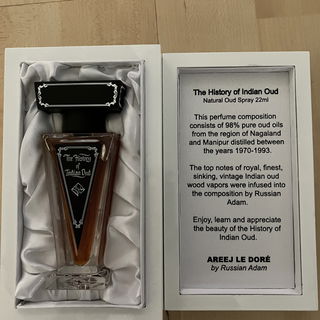 The History
of
Indian Oud
The History of Indian Oud
Natural Oud Spray 22ml
This perfume composition
consists of 98% pure oud oils
from the region of Nagaland
and Manipur distilled between
the years 1970-1993.
The top notes of royal, finest,
sinking, vintage Indian oud
wood vapors were infused into
the composition by Russian
Adam.
Enjoy, learn and appreciate
the beauty of the History of
Indian Oud.
AREEJ LE DORÉ
by Russian Adam